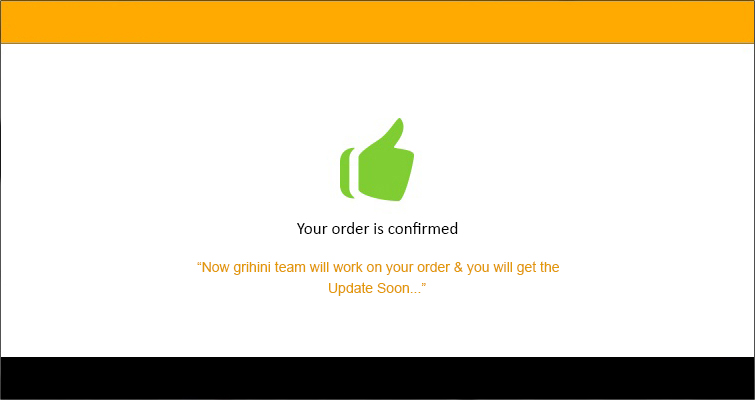 Your order is confirmed
“Now grihini team will work on your order & you will get the
Update Soon...”